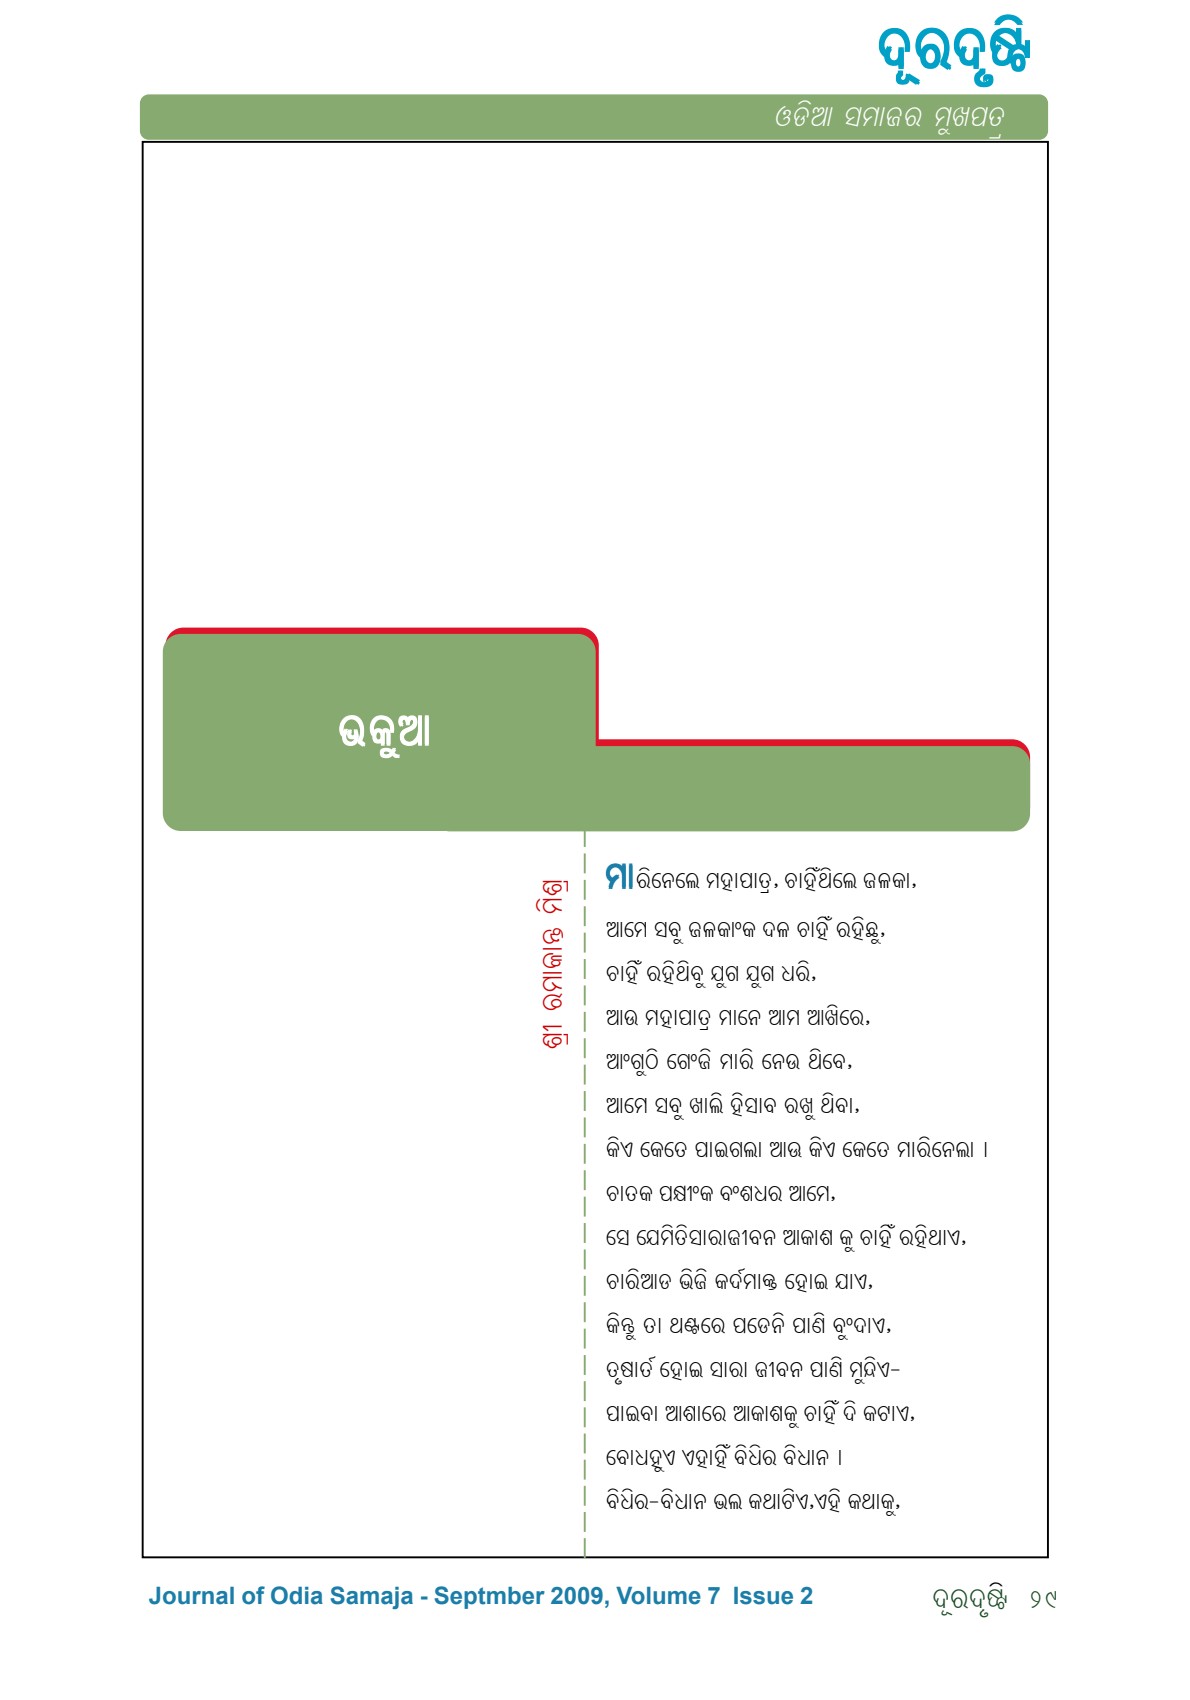 ଦୂରଦୃଷ୍ଟି
ଓଡିଆ ସମାଜର ମୁଖପତ୍ର
ଭକୁଆ
ଶ୍ରୀ ରମାକାନ୍ତ ମିଶ୍ର
ମାରିନେଲେ ମହାପାତ୍ର, ଚାହିଁଥିଲେ ଜଳକା,
ଆମେ ସବୁ ଜଳକାଂକ ଦଳ ଚାହିଁ ରହିଛୁ,
ଚାହିଁ ରହିଥିବୁ ଯୁଗ ଯୁଗ ଧରି,
ଆଉ ମହାପାତ୍ର ମାନେ ଆମ ଆଖିରେ,
ଆଂଗୁଠି ଗେଂଜି ମାରି ନେଉ ଥିବେ,
ଆମେ ସବୁ ଖାଲି ହିସାବ ରଖୁ ଥିବା,
କିଏ କେତେ ପାଇଗଲା ଆଉ କିଏ କେତେ ମାରିନେଲା ।
ଚାତକ ପକ୍ଷୀଂକ ବଂଶଧର ଆମେ,
ସେ ଯେମିତିସାରାଜୀବନ ଆକାଶ କୁ ଚାହିଁ ରହିଥାଏ,
ଚାରିଆଡ ଭିଜି କର୍ଦମାକ୍ତ ହୋଇ ଯାଏ,
କିନ୍ତୁ ତା ଥଣ୍ଟରେ ପଡେନି ପାଣି ବୁଂଦାଏ,
ତୃଷାର୍ତ ହୋଇ ସାରା ଜୀବନ ପାଣି ମୁନ୍ଦିଏ-
ପାଇବା ଆଶାରେ ଆକାଶକୁ ଚାହିଁ ଦି କଟାଏ,
ବୋଧହୁଏ ଏହାହିଁ ବିଧିର ବିଧାନ ।
ବିଧିର-ବିଧାନ ଭଲ କଥାଟିଏ,ଏହି କଥାକୁ,
Journal of Odia Samaja - Septmber 2009, Volume 7 Issue 2
ଦୂରଦୃଷ୍ଟି ୨୯